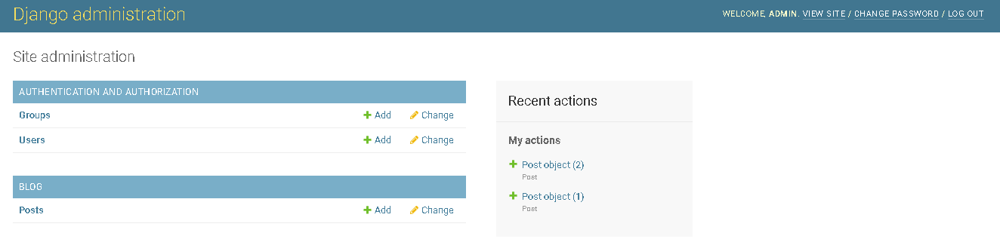 Django administration
WELCOME, ADMIN. VIEW SITE / CHANGE PASSWORD / LOG OUT
Site administration
AUTHENTICATION AND AUTHORIZATION
Groups Add Change
Users Add Change
BLOG
Posts Add Change
Recent actions
My actions
Post object (2)
Post
Post object (1)
Post